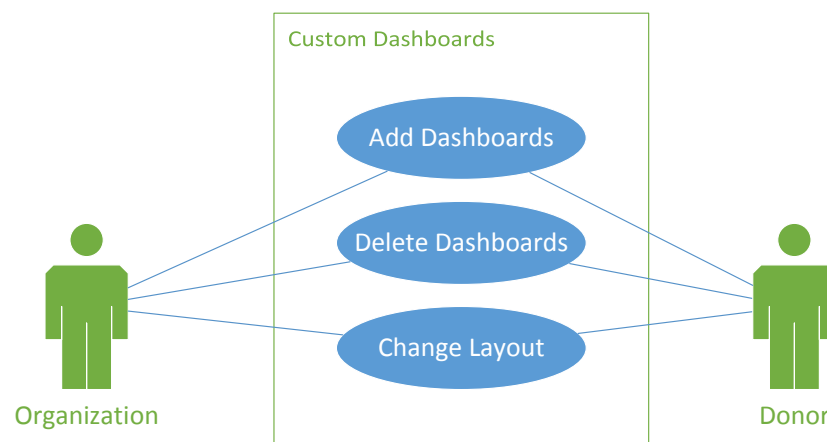 Custom Dashboards
Add Dashboards
Delete Dashboards
Change Layout
Organization
Donor